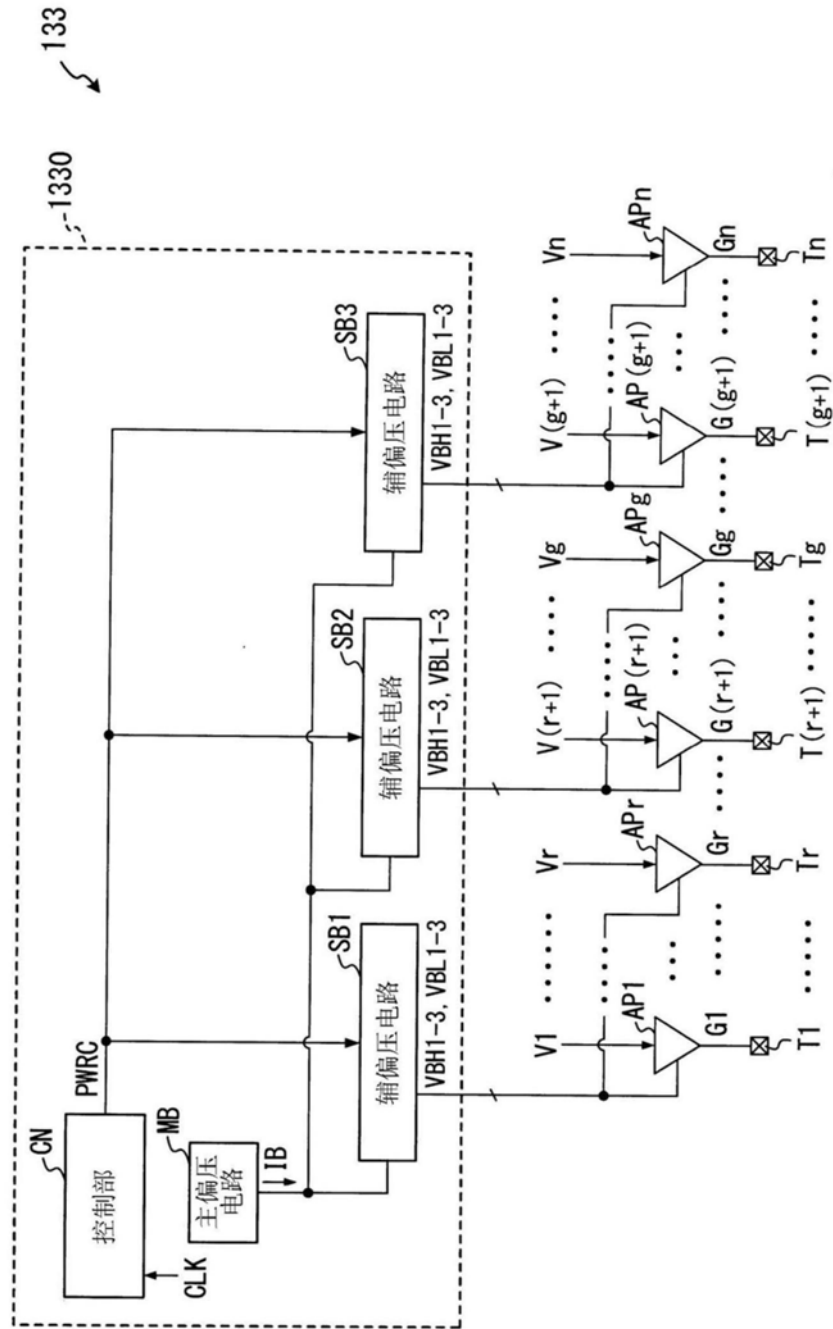 133
1330
CN
控制部
PWRC
CLK
MB
主偏压
电路
IB
SB1
辅偏压电路
VBH1-3, VBL1-3
SB2
辅偏压电路
VBH1-3, VBL1-3
SB3
辅偏压电路
VBH1-3, VBL1-3
V1 ······ Vr V(r+1) ···· Vg V(g+1) ···· Vn
AP1 ··· APr AP(r+1) ··· APg AP(g+1) ··· APn
G1 ····· Gr ···· G(r+1) ···· Gg ···· G(g+1) ···· Gn
T1 ····· Tr T(r+1) ····· Tg T(g+1) ···· Tn